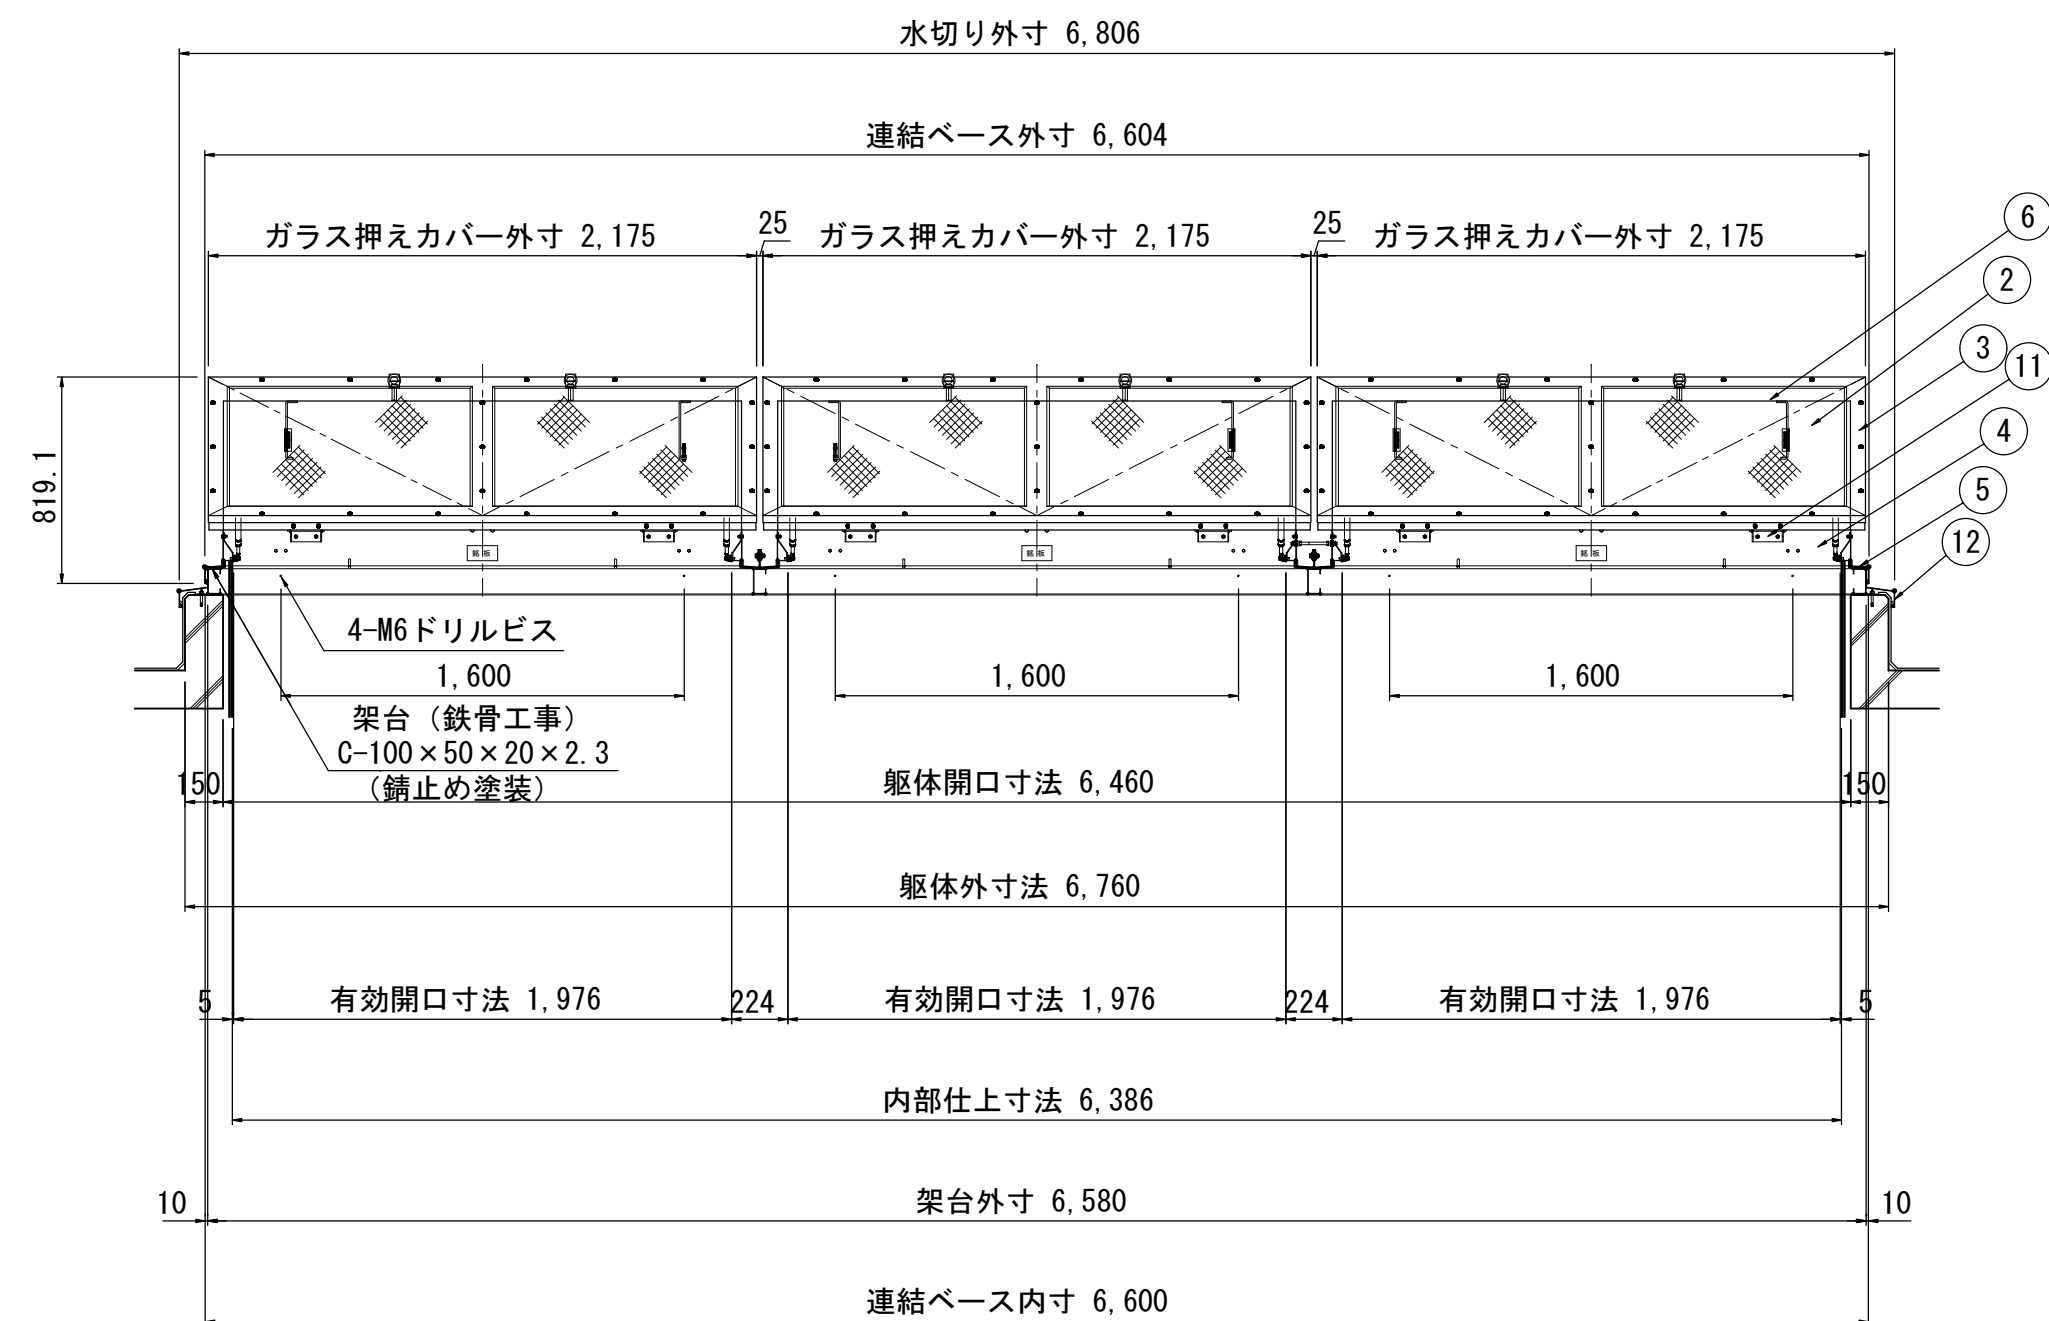 水切り外寸 6,806
連結ベース外寸 6,604
ガラス押えカバー外寸 2,175
25
ガラス押えカバー外寸 2,175
25
ガラス押えカバー外寸 2,175
6
2
3
11
4
5
12
819.1
銘 板
銘 板
銘 板
4-M6ドリルビス
1,600
1,600
1,600
架台（鉄骨工事）
C-100×50×20×2.3
（錆止め塗装）
150
躯体開口寸法 6,460
150
躯体外寸法 6,760
5
有効開口寸法 1,976
224
有効開口寸法 1,976
224
有効開口寸法 1,976
5
内部仕上寸法 6,386
10
架台外寸 6,580
10
連結ベース内寸 6,600